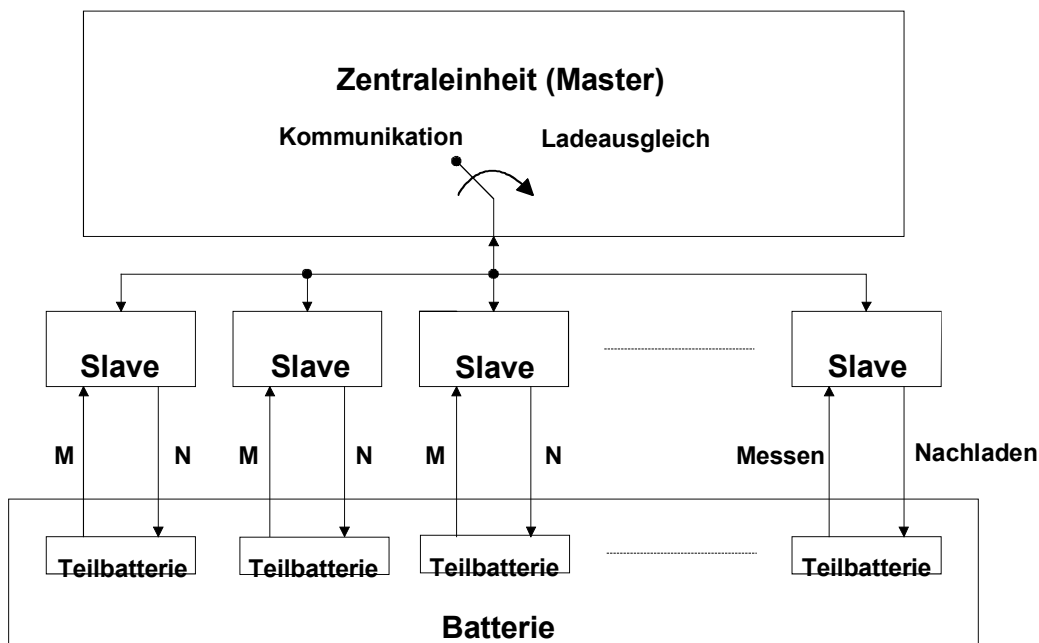 Zentraleinheit (Master)
Kommunikation Ladeausgleich
Slave Slave Slave Slave
M N M N M N Messen Nachladen
Teilbatterie Teilbatterie Teilbatterie Teilbatterie
Batterie